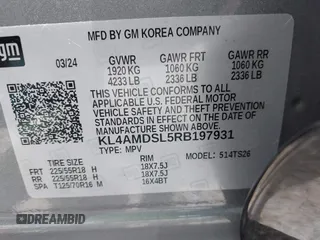 gm
MFD BY GM KOREA COMPANY
03/24 GVWR GAWR FRT GAWR RR
1920 KG 1060 KG 1060 KG
4233 LB 2336 LB 2336 LB
THIS VEHICLE CONFORMS TO ALL APPLICABLE
U.S. FEDERAL MOTOR VEHICLE SAFETY,
BUMPER, AND THEFT PREVENTION STANDARDS
IN EFFECT ON THE DATE OF
MANUFACTURE SHOWN ABOVE.
KL4AMDSL5RB197931
TYPE: MPV MODEL: 514TS26
TIRE SIZE RIM
FRT 225/55R18 H 18X7.5J
RR 225/55R18 H 18X7.5J
SPA T125/70R16 M 16X4BT
DREAMBID